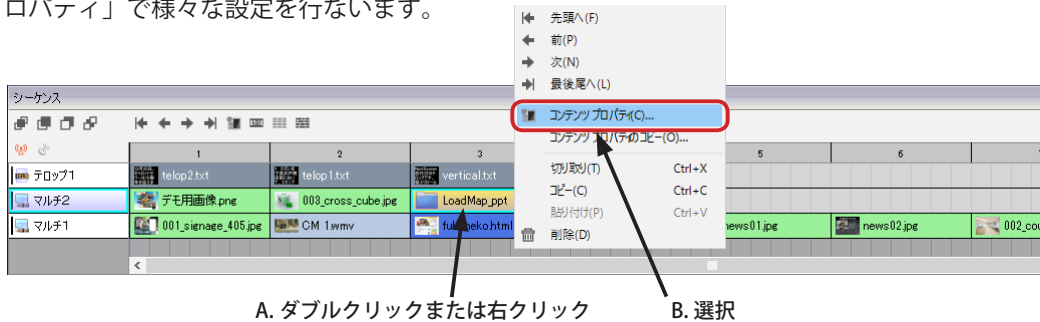 ロパティ」で様々な設定を行ないます。
先頭へ(F)
前(P)
次(N)
最後尾へ(L)
コンテンツ プロパティ(C)...
コンテンツ プロパティのコピー(O)...
切り取り(T) Ctrl+X
コピー(C) Ctrl+C
貼り付け(P) Ctrl+V
削除(D)
シーケンス
1 2 3 5 6
テロップ1 telop2.txt telop1.txt vertical.txt
マルチ2 デモ用画像.png 003_cross_cube.jpg LoadMap_ppt
マルチ1 001_signage_405.jpg CM 1.wmv news01.jpg news02.jpg
A. ダブルクリックまたは右クリック B. 選択